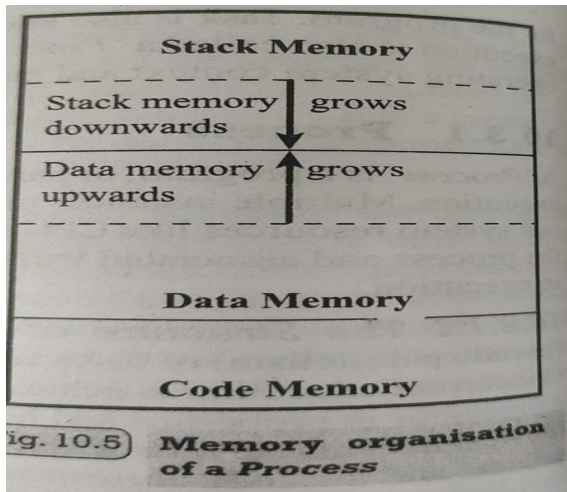 Stack Memory
Stack memory grows
downwards
Data memory grows
upwards
Data Memory
Code Memory
ig. 10.5 Memory organisation
of a Process